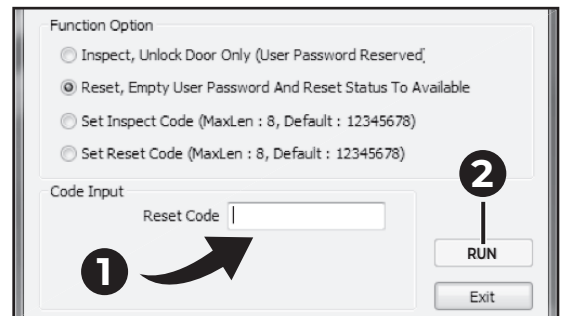 Function Option
Inspect, Unlock Door Only (User Password Reserved)
Reset, Empty User Password And Reset Status To Available
Set Inspect Code (MaxLen : 8, Default : 12345678)
Set Reset Code (MaxLen : 8, Default : 12345678)
2
Code Input
Reset Code
1
RUN
Exit